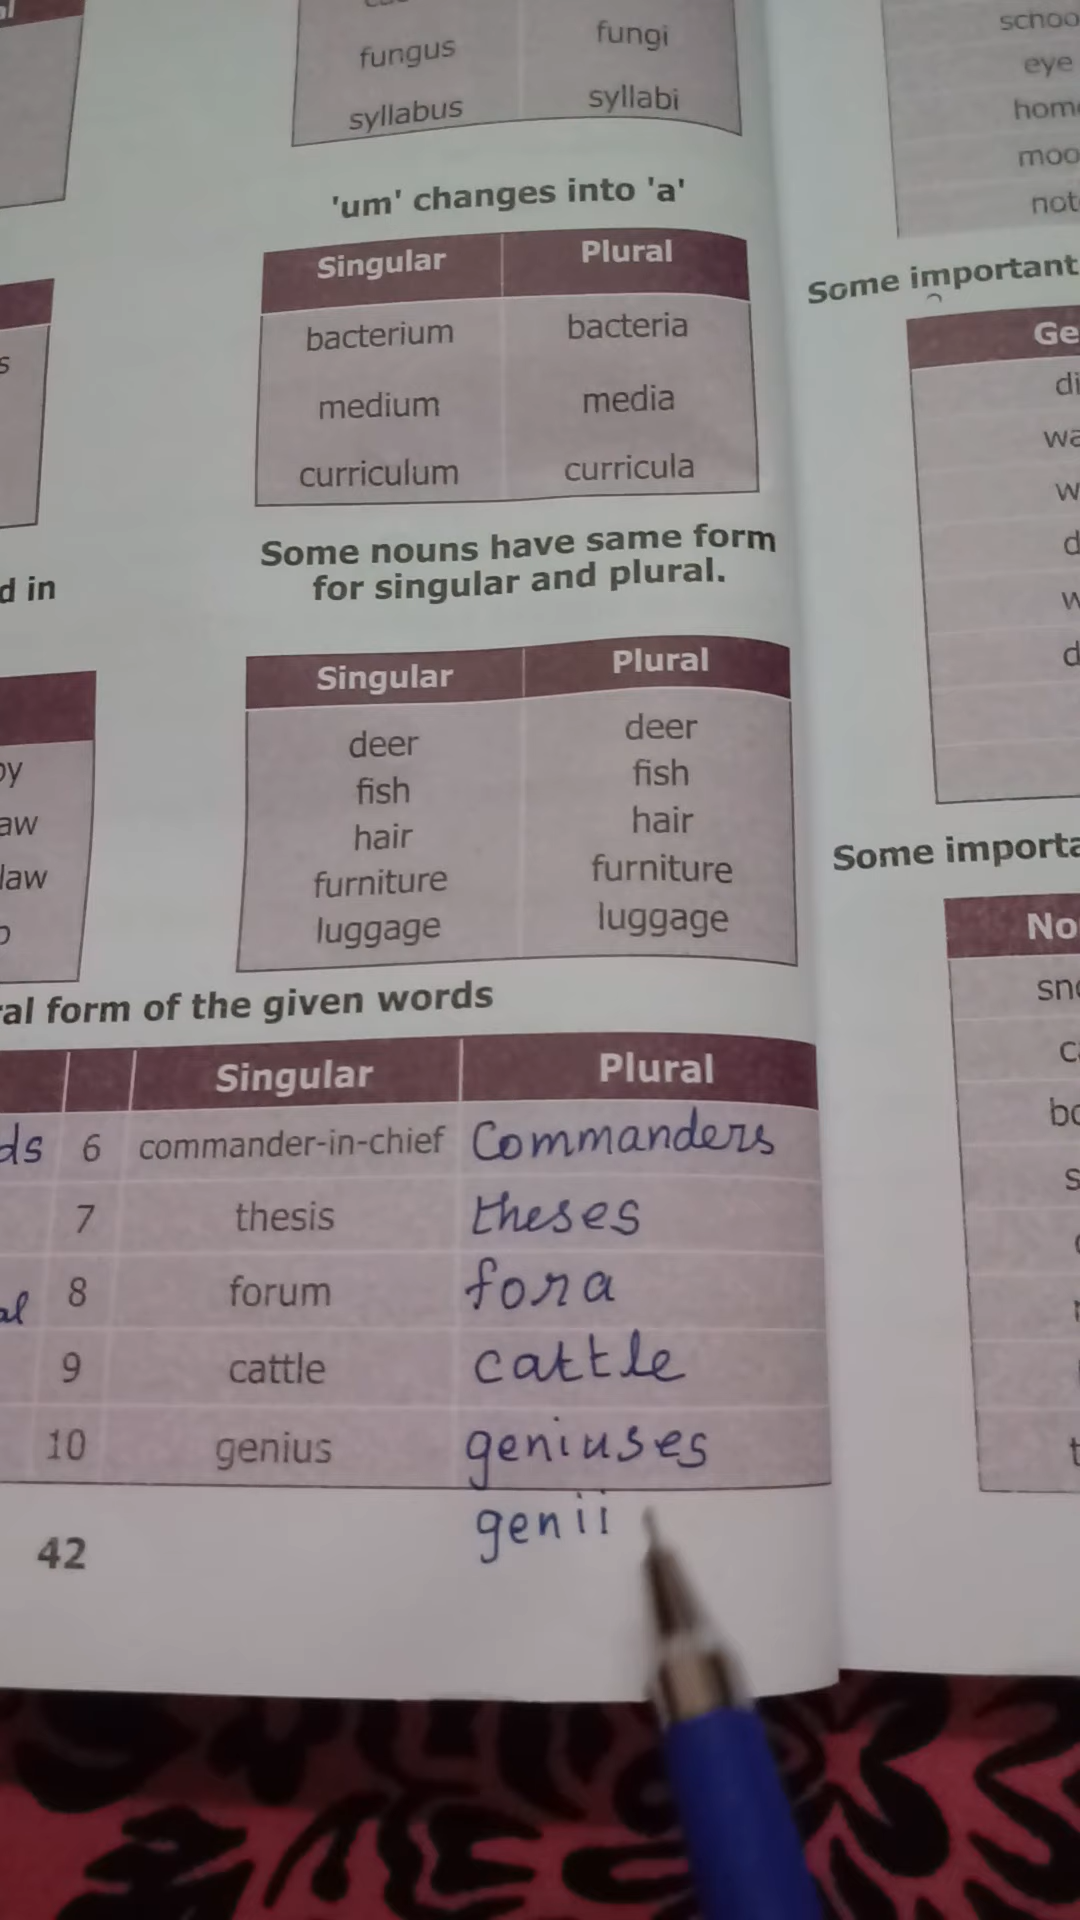 fungus fungi
syllabus syllabi
'um' changes into 'a'
Singular Plural
bacterium bacteria
medium media
curriculum curricula
Some nouns have same form
for singular and plural.
Singular Plural
deer deer
fish fish
hair hair
furniture furniture
luggage luggage
d in
law
form of the given words
Singular Plural
6 commander-in-chief Commanders
7 thesis theses
8 forum fora
9 cattle cattle
10 genius geniuses
genii
42
eye
Some important